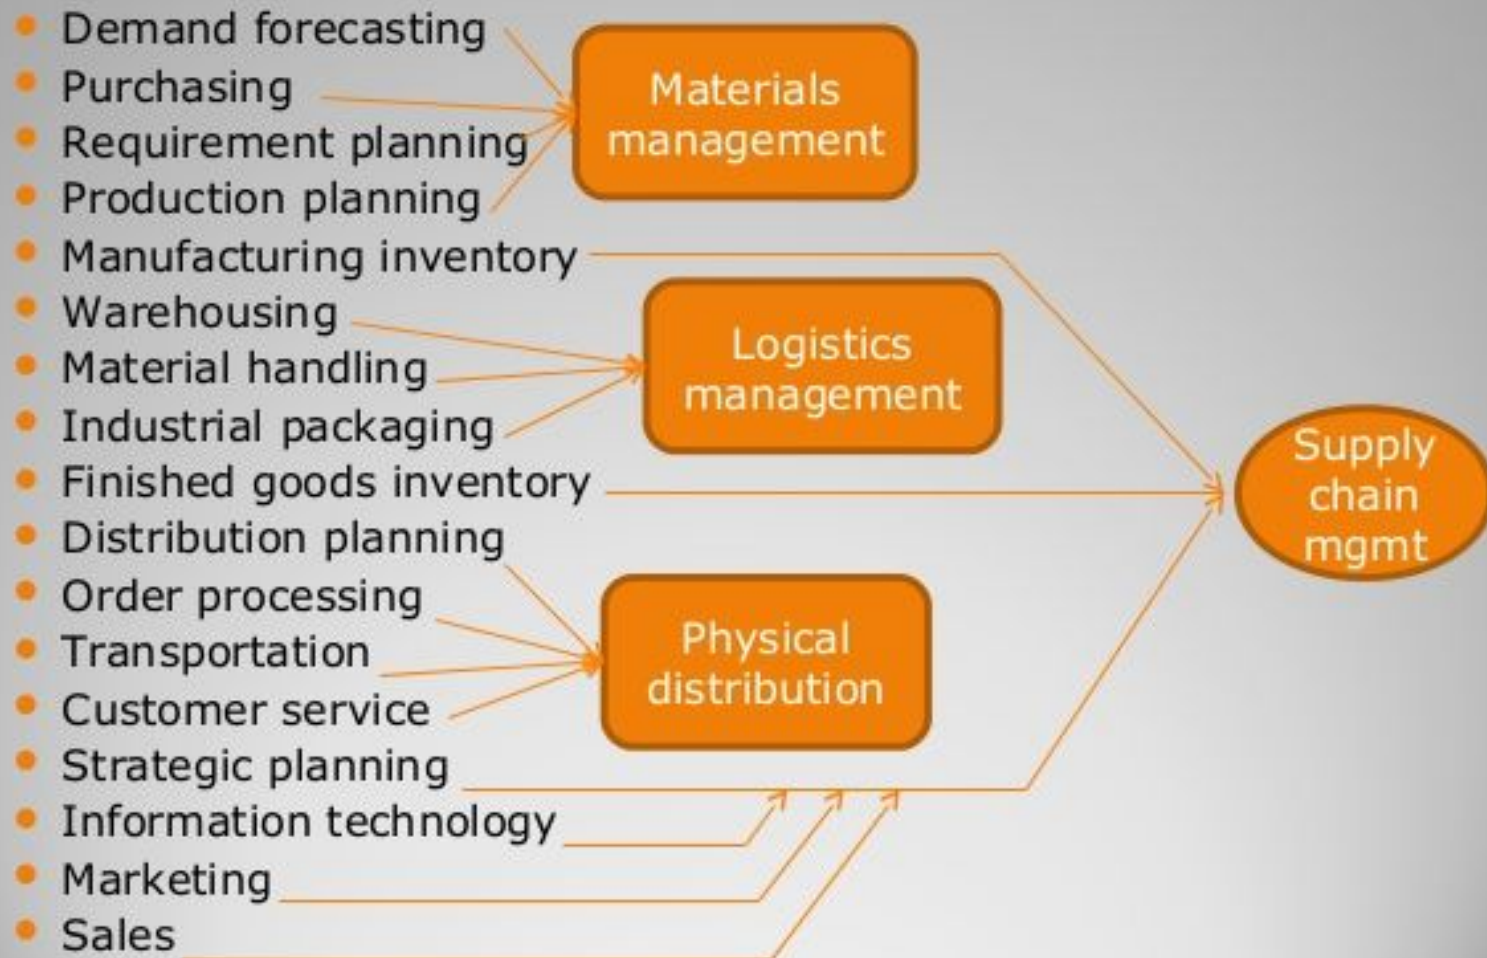 Demand forecasting
Purchasing
Requirement planning
Production planning
Manufacturing inventory
Warehousing
Material handling
Industrial packaging
Finished goods inventory
Distribution planning
Order processing
Transportation
Customer service
Strategic planning
Information technology
Marketing
Sales
Materials
management
Logistics
management
Physical
distribution
Supply
chain
mgmt